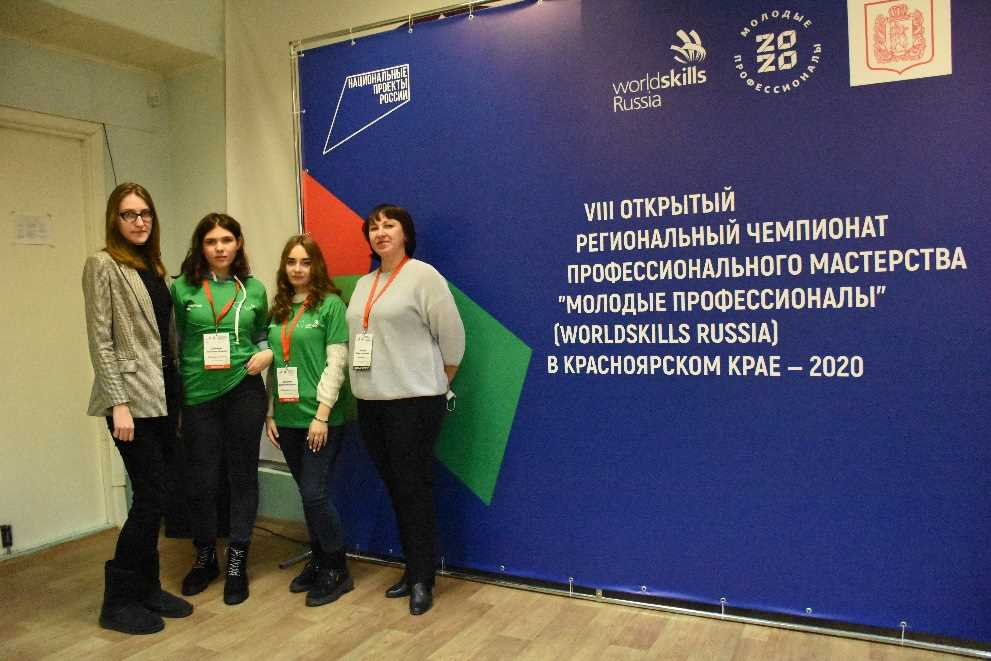 НАЦИОНАЛЬНЫЕ
ПРОЕКТЫ
РОССИИ
worldskills
Russia
МОЛОДЫЕ
ПРОФЕССИОНАЛЫ
2020
VIII ОТКРЫТЫЙ
РЕГИОНАЛЬНЫЙ ЧЕМПИОНАТ
ПРОФЕССИОНАЛЬНОГО МАСТЕРСТВА
"МОЛОДЫЕ ПРОФЕССИОНАЛЫ"
(WORLDSKILLS RUSSIA)
В КРАСНОЯРСКОМ КРАЕ – 2020